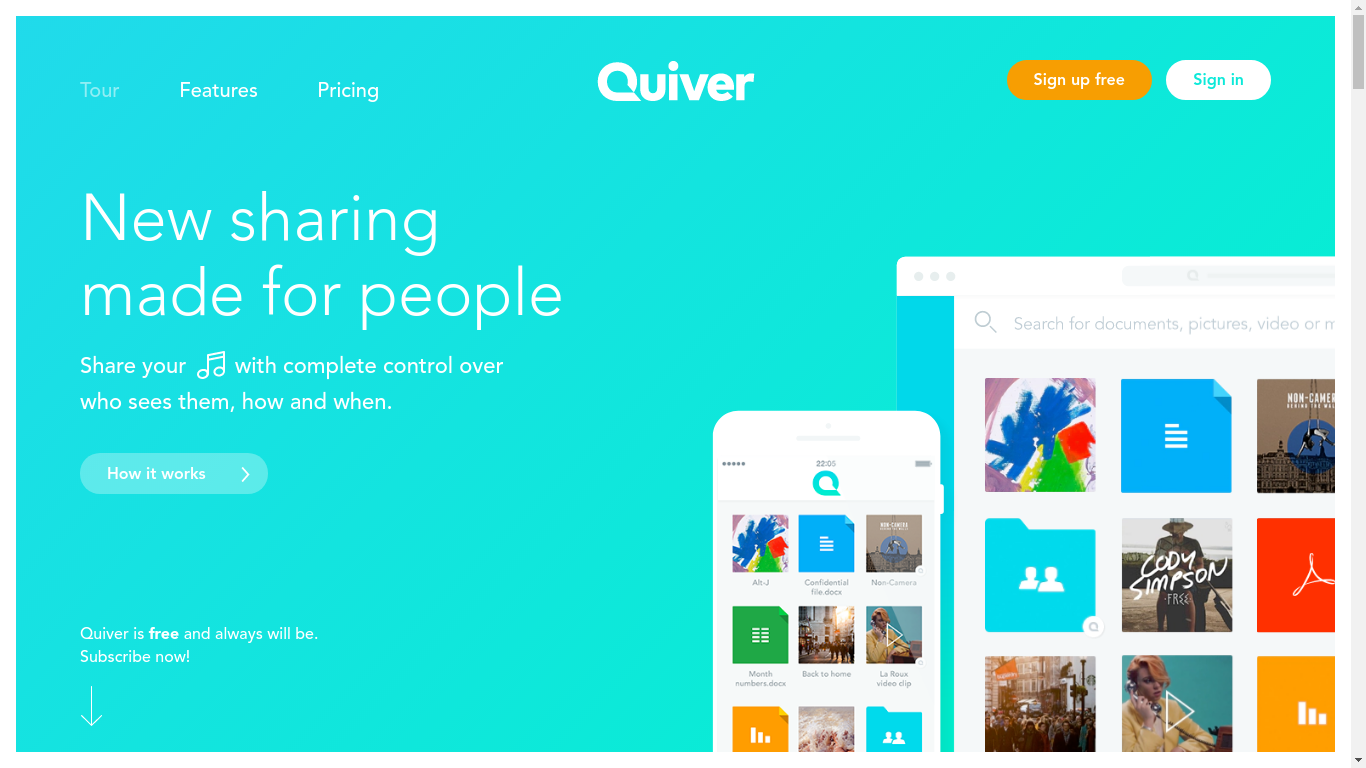 Tour
Features
Pricing
Quiver
Sign up free
Sign in
New sharing
made for people
Share your
with complete control over
who sees them, how and when.
How it works
Quiver is free and always will be.
Subscribe now!
Search for documents, pictures, video or m
NON-CAMER
BEHIND THE WAL
CODY
SIMPSON
FREE
22:05
NON-CAMERA
Alt-J
Confidential
file.docx
Non-Camera
Month
numbers.docx
Back to home
La Roux
video clip